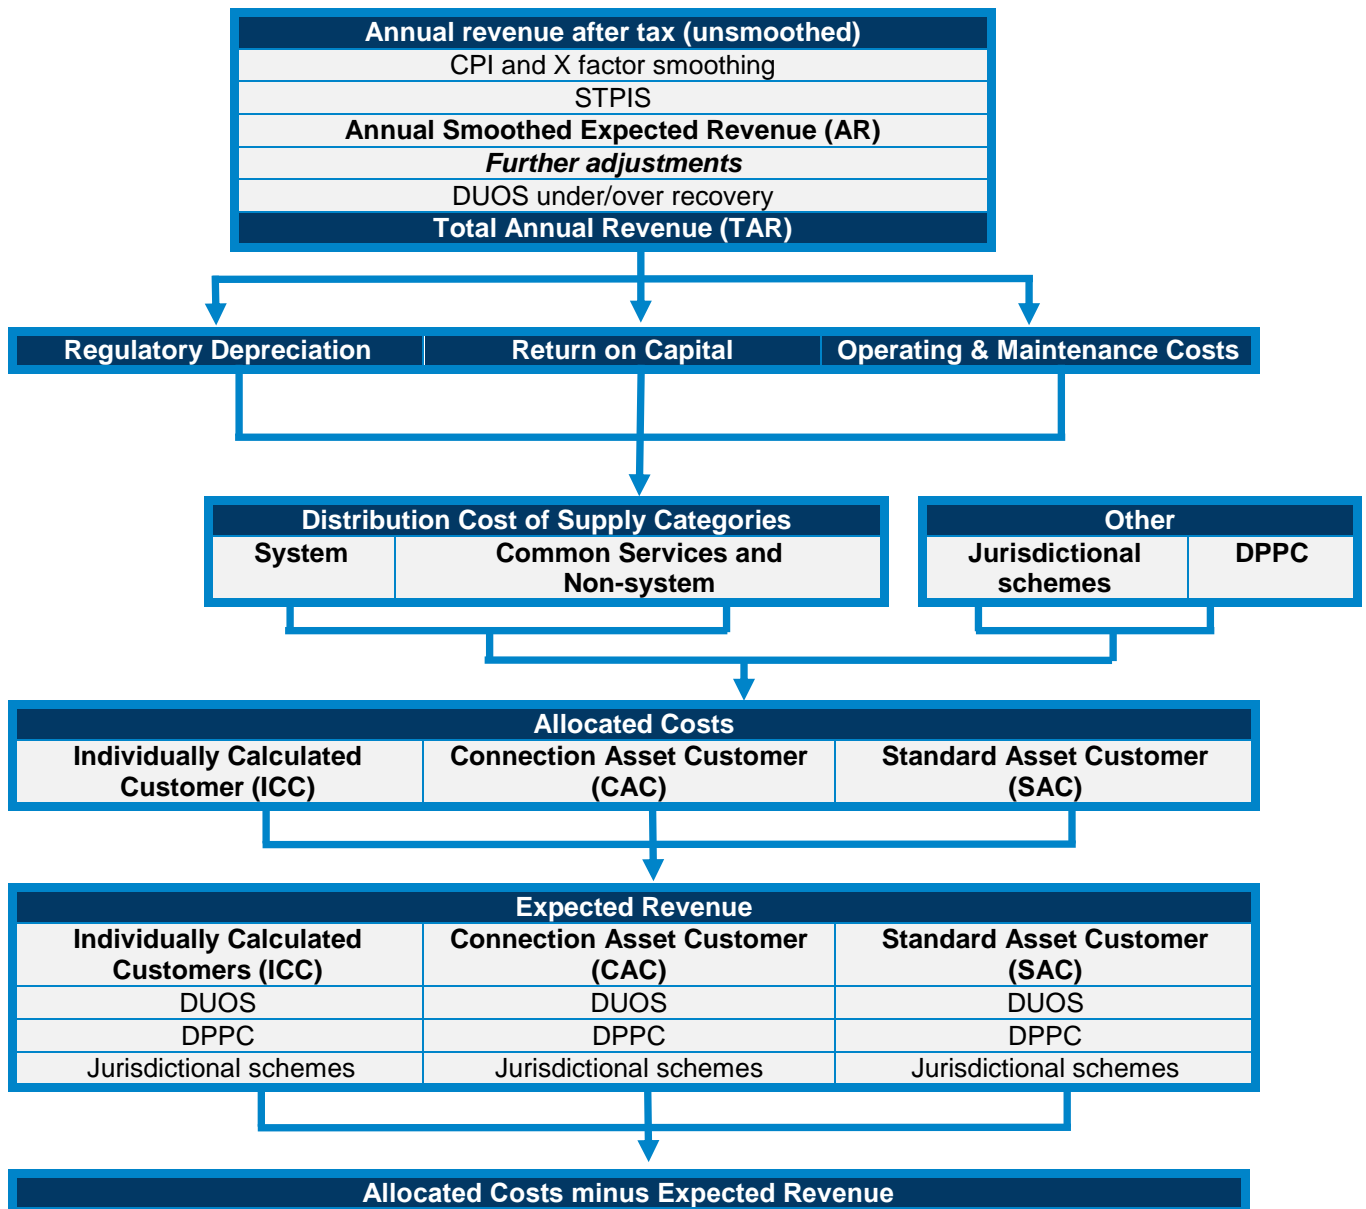 Annual revenue after tax (unsmoothed)
CPI and X factor smoothing
STPIS
Annual Smoothed Expected Revenue (AR)
Further adjustments
DUOS under/over recovery
Total Annual Revenue (TAR)
Regulatory Depreciation
Return on Capital
Operating & Maintenance Costs
Distribution Cost of Supply Categories
System
Common Services and
Non-system
Other
Jurisdictional
schemes
DPPC
Allocated Costs
Individually Calculated
Customer (ICC)
Connection Asset Customer
(CAC)
Standard Asset Customer
(SAC)
Expected Revenue
Individually Calculated
Customers (ICC)
Connection Asset Customer
(CAC)
Standard Asset Customer
(SAC)
DUOS
DUOS
DUOS
DPPC
DPPC
DPPC
Jurisdictional schemes
Jurisdictional schemes
Jurisdictional schemes
Allocated Costs minus Expected Revenue